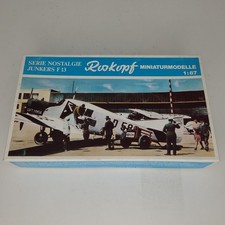 SERIE NOSTALGIE
JUNKERS F 13
Roskopf MINIATURMODELLE
1:87